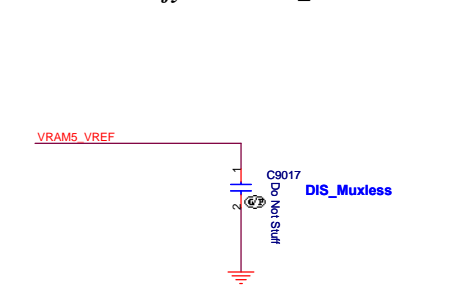 VRAM5_VREF
1
C9017
DIS_Muxless
Do Not Stuff
2
G/P